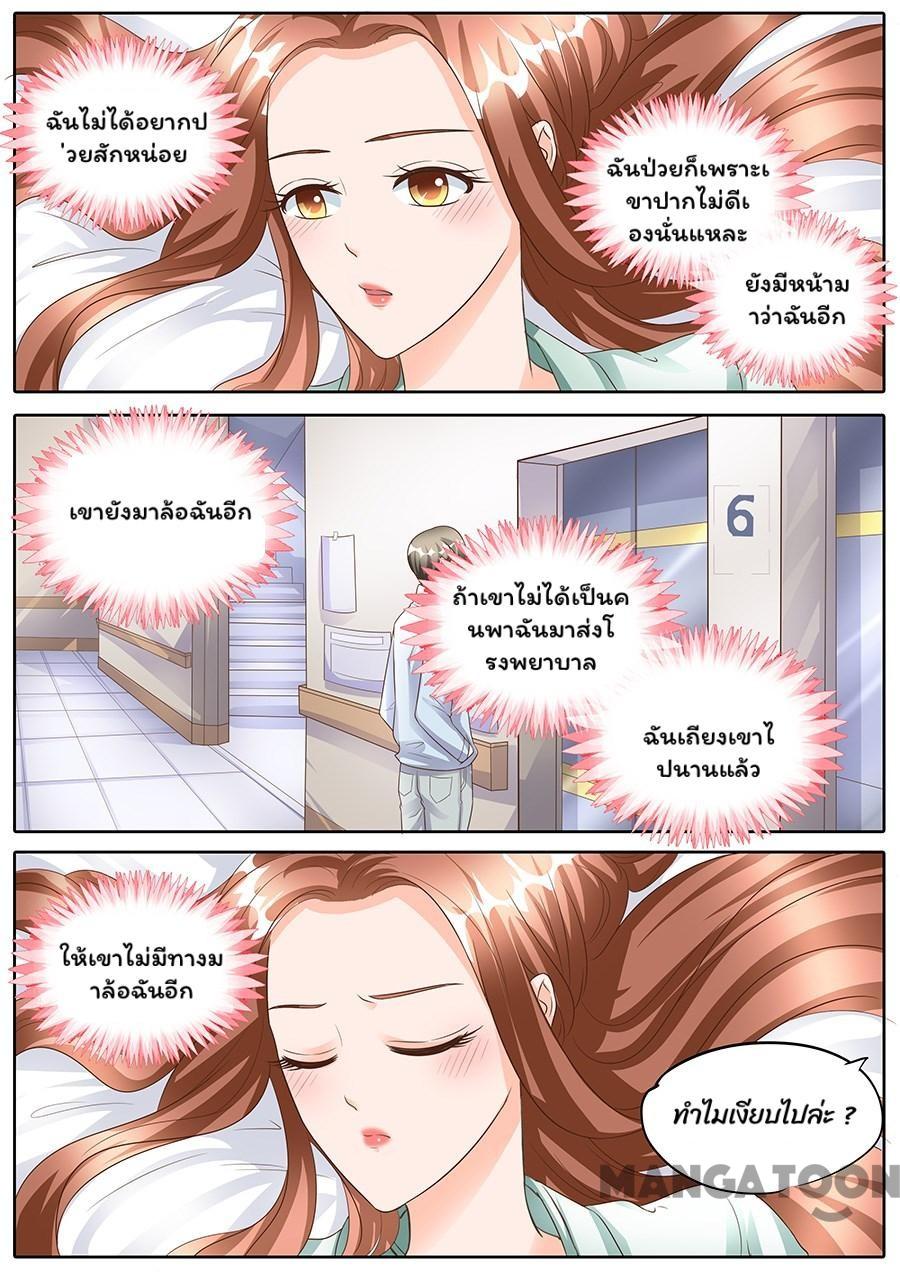 ฉันไม่ได้อยากป
่วยสักหน่อย
ฉันป่วยก็เพราะเ
ขาปากไม่ดีเ
องนั่นแหละ
ยังมีหน้าม
าว่าฉันอีก
เขายังมาล้อฉันอีก
6
ถ้าเขาไม่ได้เป็นค
นพาฉันมาส่งโ
รงพยาบาล
ฉันเถียงเขาไ
ปนานแล้ว
ให้เขาไม่มีทางม
าล้อฉันอีก
ทำไมเงียบไปล่ะ ?
MANGATOON